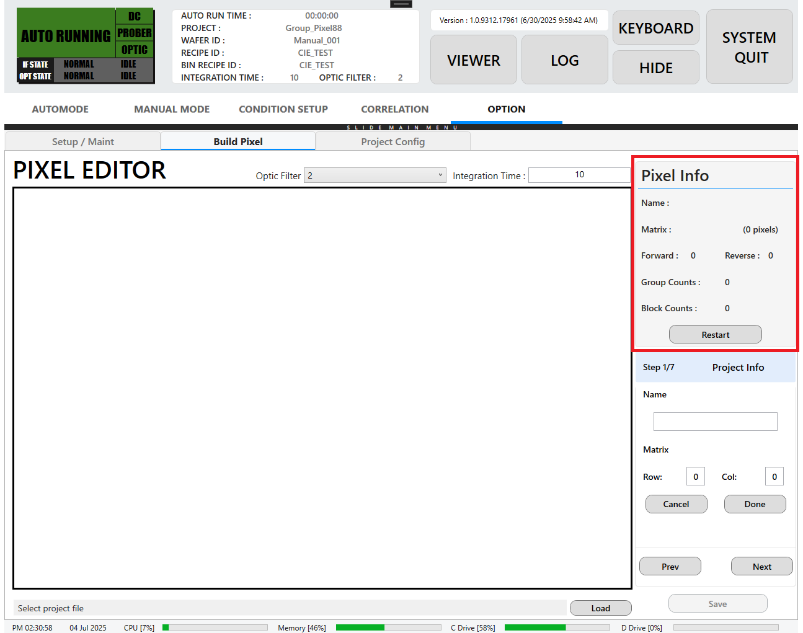 AUTO RUNNING
DC
PROBER
OPTIC
IF STATE NORMAL IDLE
OPT STATE NORMAL IDLE
AUTO RUN TIME : 00:00:00
PROJECT : Group_Pixel88
WAFER ID : Manual_001
RECIPE ID : CIE_TEST
BIN RECIPE ID : CIE_TEST
INTEGRATION TIME : 10 OPTIC FILTER : 2
Version : 1.0.9312.17961 (6/30/2025 9:58:42 AM)
VIEWER
LOG
KEYBOARD
HIDE
SYSTEM
QUIT
AUTOMODE MANUAL MODE CONDITION SETUP CORRELATION OPTION
SLIDE MAIN MENU
Setup / Maint Build Pixel Project Config
PIXEL EDITOR
Optic Filter 2 Integration Time : 10
Pixel Info
Name :
Matrix : (0 pixels)
Forward : 0 Reverse : 0
Group Counts : 0
Block Counts : 0
Restart
Step 1/7 Project Info
Name
Matrix
Row: 0 Col: 0
Cancel Done
Prev Next
Select project file Load Save
PM 02:30:58 04 Jul 2025 CPU [7%] Memory [46%] C Drive [58%] D Drive [0%]